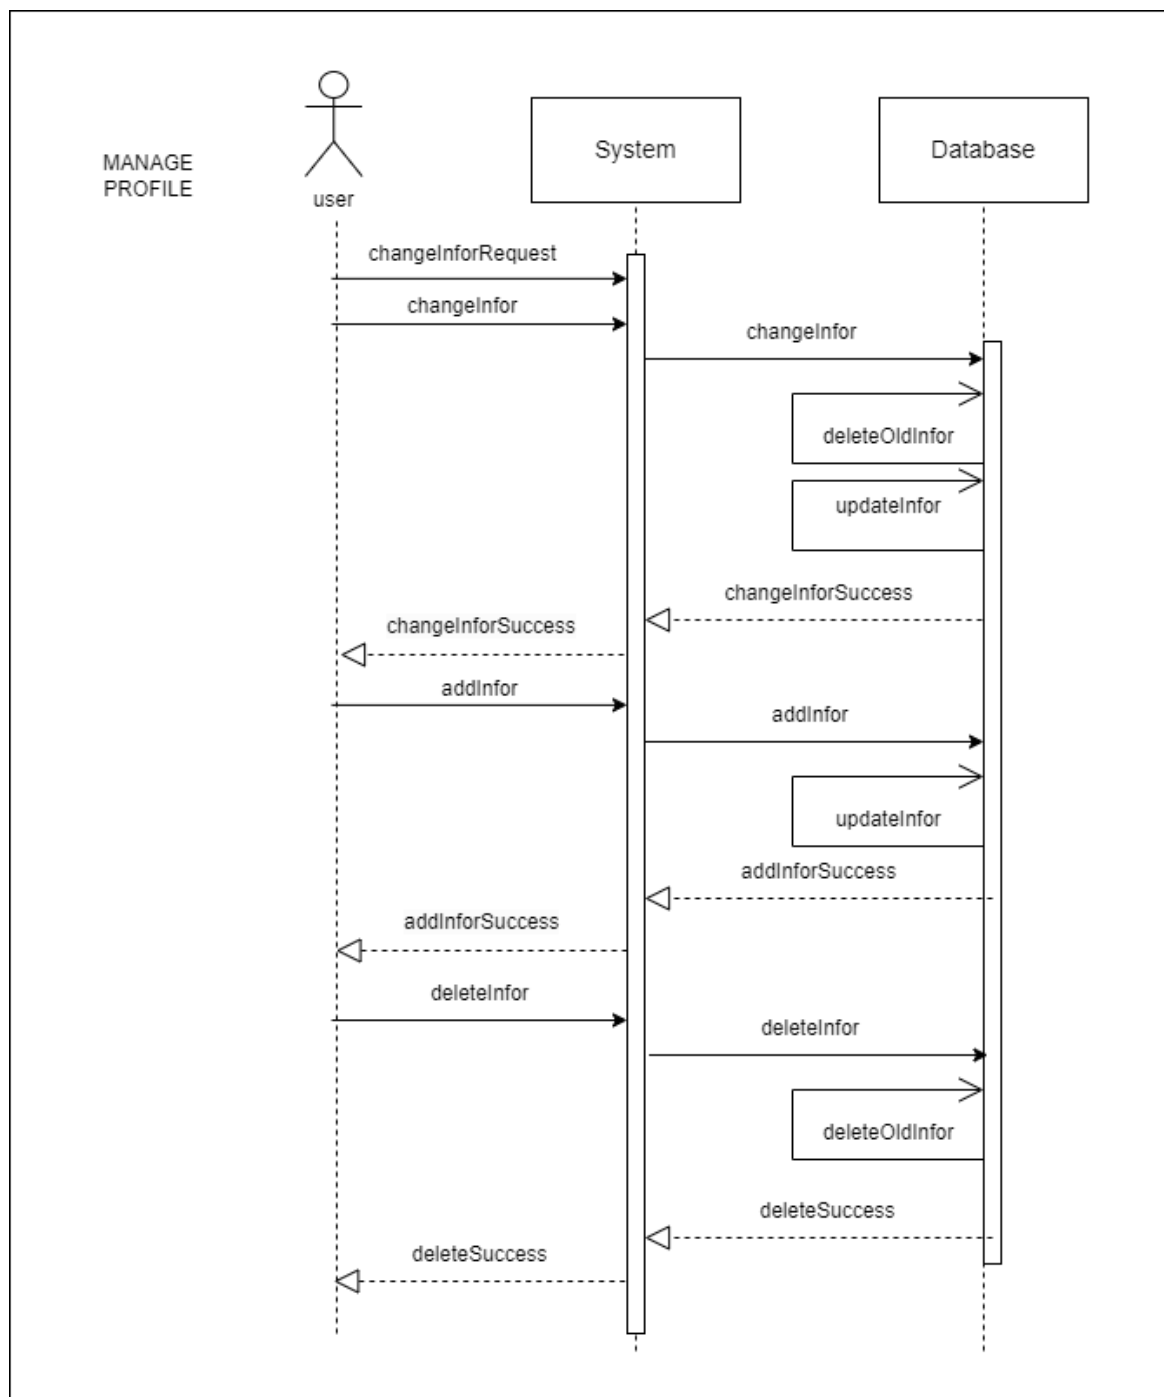 MANAGE
PROFILE
user
System
Database
changeInforRequest
changeInfor
changeInfor
deleteOldInfor
updateInfor
changeInforSuccess
changeInforSuccess
addInfor
addInfor
updateInfor
addInforSuccess
addInforSuccess
deleteInfor
deleteInfor
deleteOldInfor
deleteSuccess
deleteSuccess